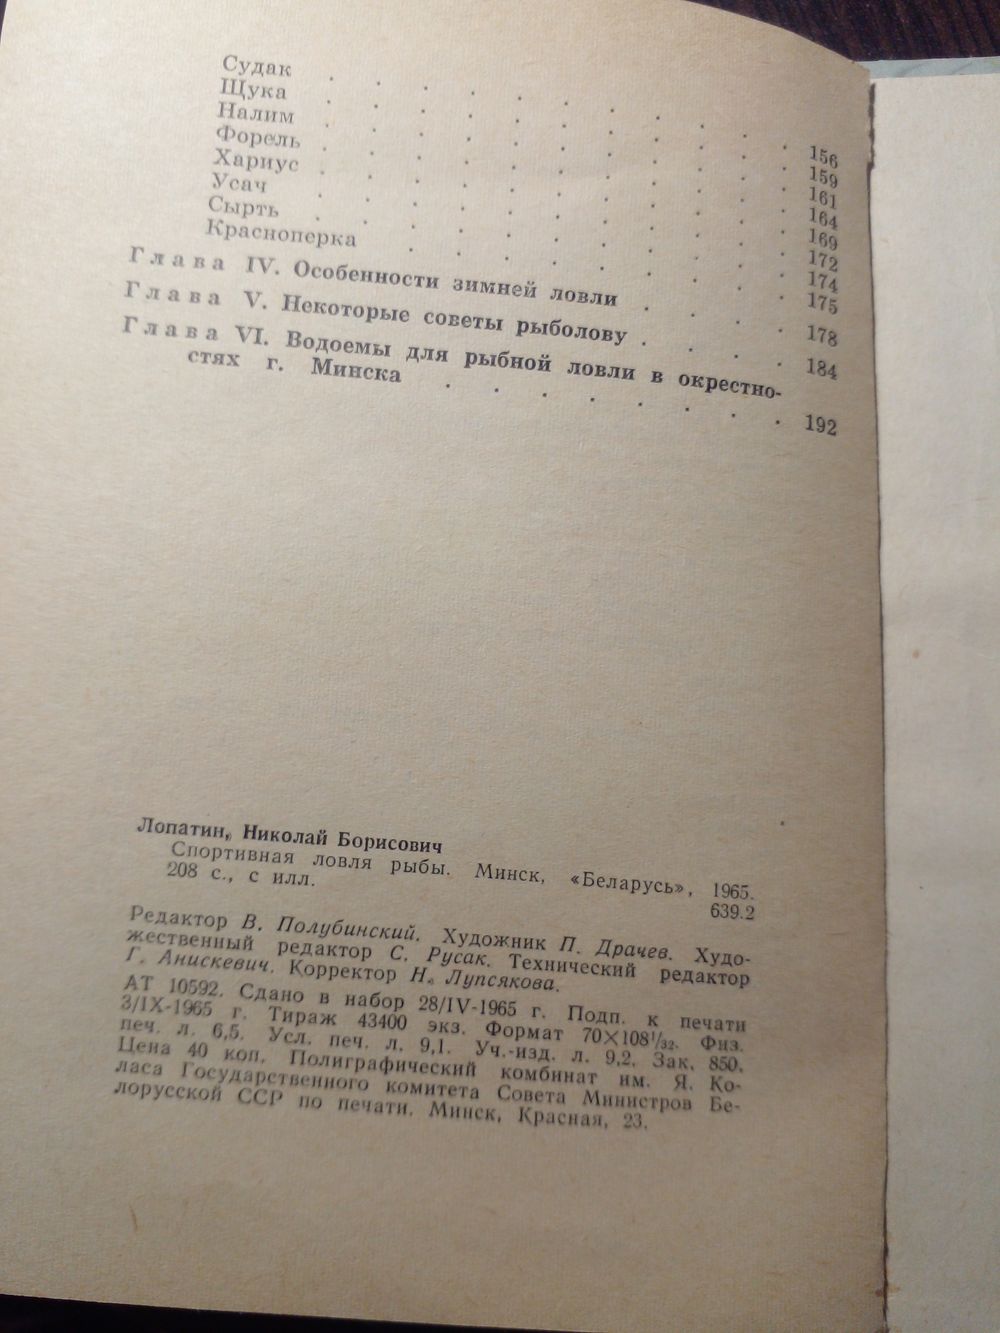 Судак . . . . . . . . . . 156
Щука . . . . . . . . . . 159
Налим . . . . . . . . . . 161
Форель . . . . . . . . . . 164
Хариус . . . . . . . . . . 169
Усач . . . . . . . . . . 172
Сырть . . . . . . . . . . 174
Красноперка . . . . . . . . 175
Глава IV. Особенности зимней ловли . . . . 178
Глава V. Некоторые советы рыболову . . . . 184
Глава VI. Водоемы для рыбной ловли в окрестно-
стях г. Минска . . . . . . . . 192
Лопатин, Николай Борисович
Спортивная ловля рыбы. Минск, «Беларусь», 1965.
208 с., с илл.
639.2
Редактор В. Полубинский. Художник П. Драчев. Худо-
жественный редактор С. Русак. Технический редактор
Г. Анискевич. Корректор Н. Лупсякова.
АТ 10592. Сдано в набор 28/IV-1965 г. Подп. к печати
3/IX-1965 г. Тираж 43400 экз. Формат 70×108¹/₃₂. Физ.
печ. л. 6,5. Усл. печ. л. 9,1. Уч.-изд. л. 9,2. Зак. 850.
Цена 40 коп. Полиграфический комбинат им. Я. Ко-
ласа Государственного комитета Совета Министров Бе-
лорусской ССР по печати. Минск, Красная, 23.